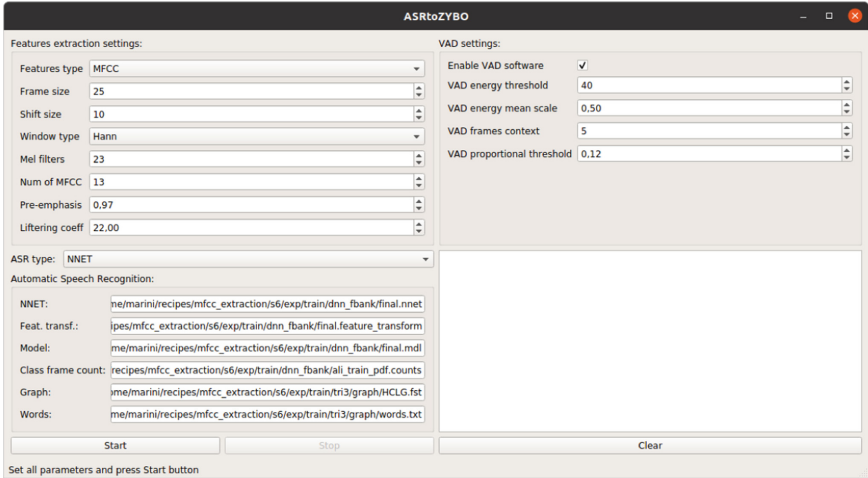 ASRtoZYBO
Features extraction settings:
Features type MFCC
Frame size 25
Shift size 10
Window type Hann
Mel filters 23
Num of MFCC 13
Pre-emphasis 0,97
Liftering coeff 22,00
VAD settings:
Enable VAD software
VAD energy threshold 40
VAD energy mean scale 0,50
VAD frames context 5
VAD proportional threshold 0,12
ASR type: NNET
Automatic Speech Recognition:
NNET: me/marini/recipes/mfcc_extraction/s6/exp/train/dnn_fbank/final.nnet
Feat. transf.: ipes/mfcc_extraction/s6/exp/train/dnn_fbank/final.feature_transform
Model: me/marini/recipes/mfcc_extraction/s6/exp/train/dnn_fbank/final.mdl
Class frame count: recipes/mfcc_extraction/s6/exp/train/dnn_fbank/ali_train_pdf.counts
Graph: me/marini/recipes/mfcc_extraction/s6/exp/train/tri3/graph/HCLG.fst
Words: me/marini/recipes/mfcc_extraction/s6/exp/train/tri3/graph/words.txt
Start Stop Clear
Set all parameters and press Start button